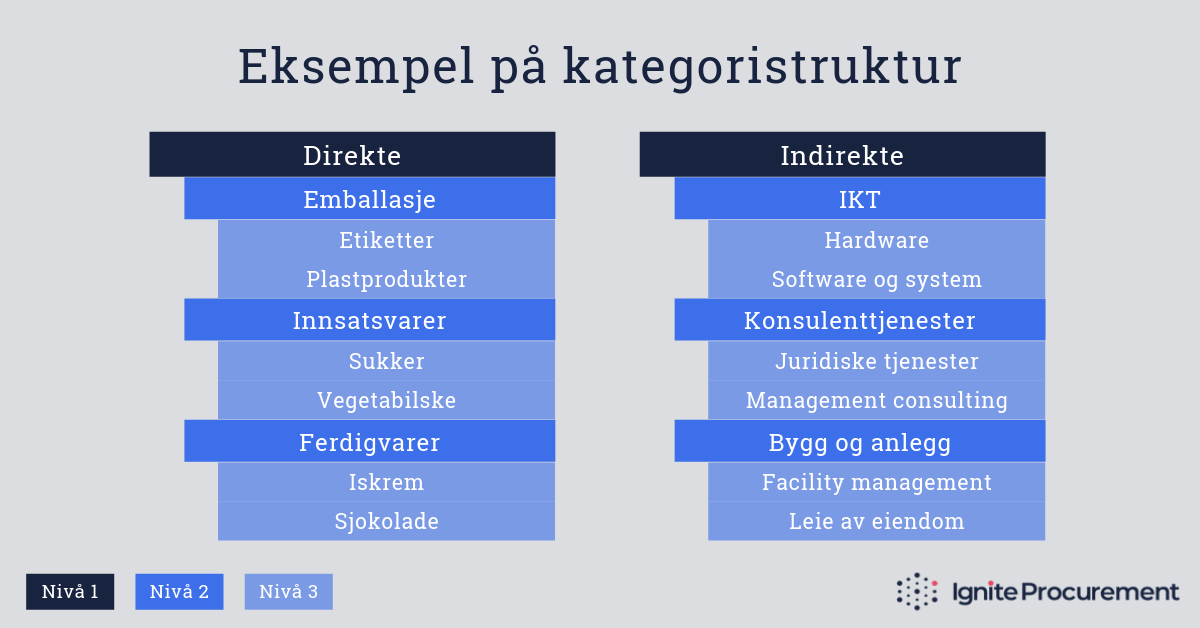 Eksempel på kategoristruktur
Direkte
Emballasje
Etiketter
Plastprodukter
Innsatsvarer
Sukker
Vegetabilske
Ferdigvarer
Iskrem
Sjokolade
Indirekte
IKT
Hardware
Software og system
Konsulenttjenester
Juridiske tjenester
Management consulting
Bygg og anlegg
Facility management
Leie av eiendom
Nivå 1
Nivå 2
Nivå 3
Ignite Procurement